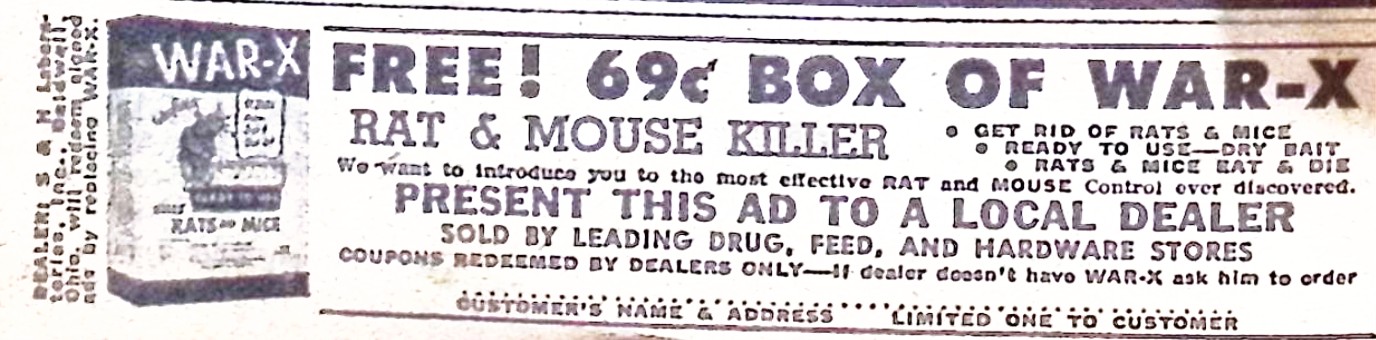 DEALER! S & H Labora-
tories, Inc., Baldwin
Ohio, will redeem signed
ads by replacing WAR-X.
WAR-X
RATS AND MICE
FREE! 69¢ BOX OF WAR-X
RAT & MOUSE KILLER
• GET RID OF RATS & MICE
• READY TO USE—DRY BAIT
• RATS & MICE EAT & DIE
We want to introduce you to the most effective RAT and MOUSE Control ever discovered.
PRESENT THIS AD TO A LOCAL DEALER
SOLD BY LEADING DRUG, FEED, AND HARDWARE STORES
COUPONS REDEEMED BY DEALERS ONLY—If dealer doesn't have WAR-X ask him to order
CUSTOMER'S NAME & ADDRESS LIMITED ONE TO CUSTOMER